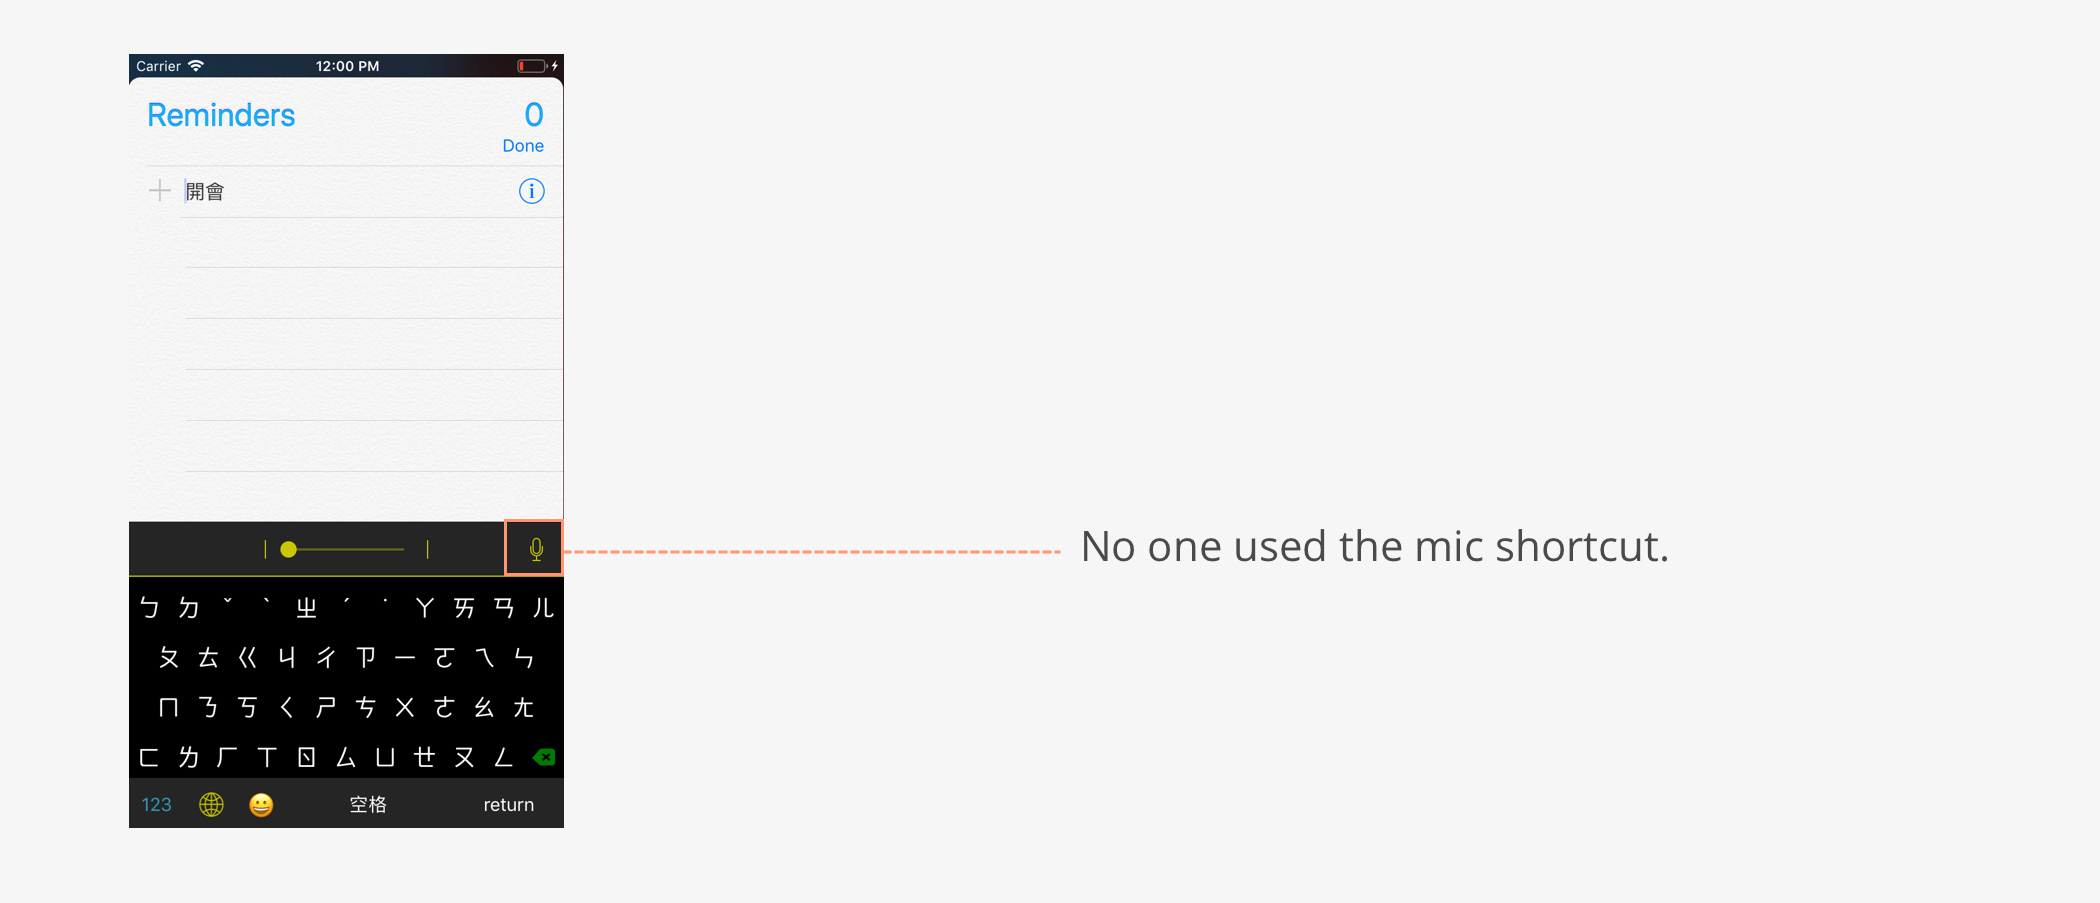 Carrier 12:00 PM
Reminders 0
Done
開會
No one used the mic shortcut.
ㄅ ㄉ ˇ ˋ ㄓ ˊ ˙ ㄚ ㄞ ㄢ ㄦ
ㄆ ㄊ ㄍ ㄐ ㄔ ㄗ ㄧ ㄛ ㄟ ㄣ
ㄇ ㄋ ㄎ ㄑ ㄕ ㄘ ㄨ ㄜ ㄠ ㄤ
ㄈ ㄌ ㄏ ㄒ ㄖ ㄙ ㄩ ㄝ ㄡ ㄥ
123 空格 return